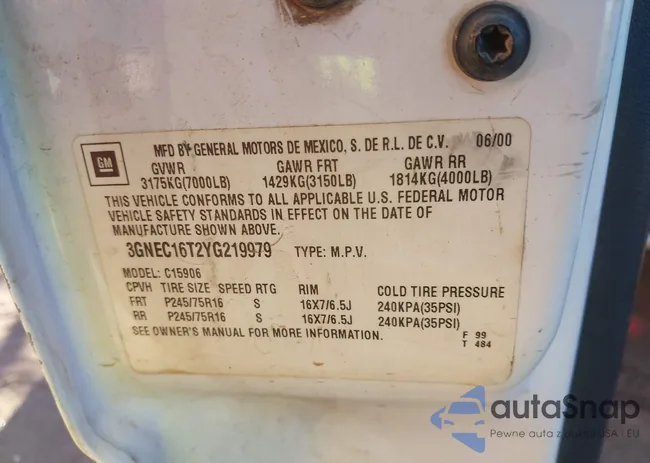 GM
MFD BY GENERAL MOTORS DE MEXICO, S. DE R.L. DE C.V. 06/00
GVWR GAWR FRT GAWR RR
3175KG(7000LB) 1429KG(3150LB) 1814KG(4000LB)
THIS VEHICLE CONFORMS TO ALL APPLICABLE U.S. FEDERAL MOTOR
VEHICLE SAFETY STANDARDS IN EFFECT ON THE DATE OF
MANUFACTURE SHOWN ABOVE.
3GNEC16T2YG219979 TYPE: M.P.V.
MODEL: C15906
CPVH TIRE SIZE SPEED RTG RIM COLD TIRE PRESSURE
FRT P245/75R16 S 16X7/6.5J 240KPA(35PSI)
RR P245/75R16 S 16X7/6.5J 240KPA(35PSI)
SEE OWNER'S MANUAL FOR MORE INFORMATION.
F 99
T 484
autaSnap
Pewne auta z USA - EU